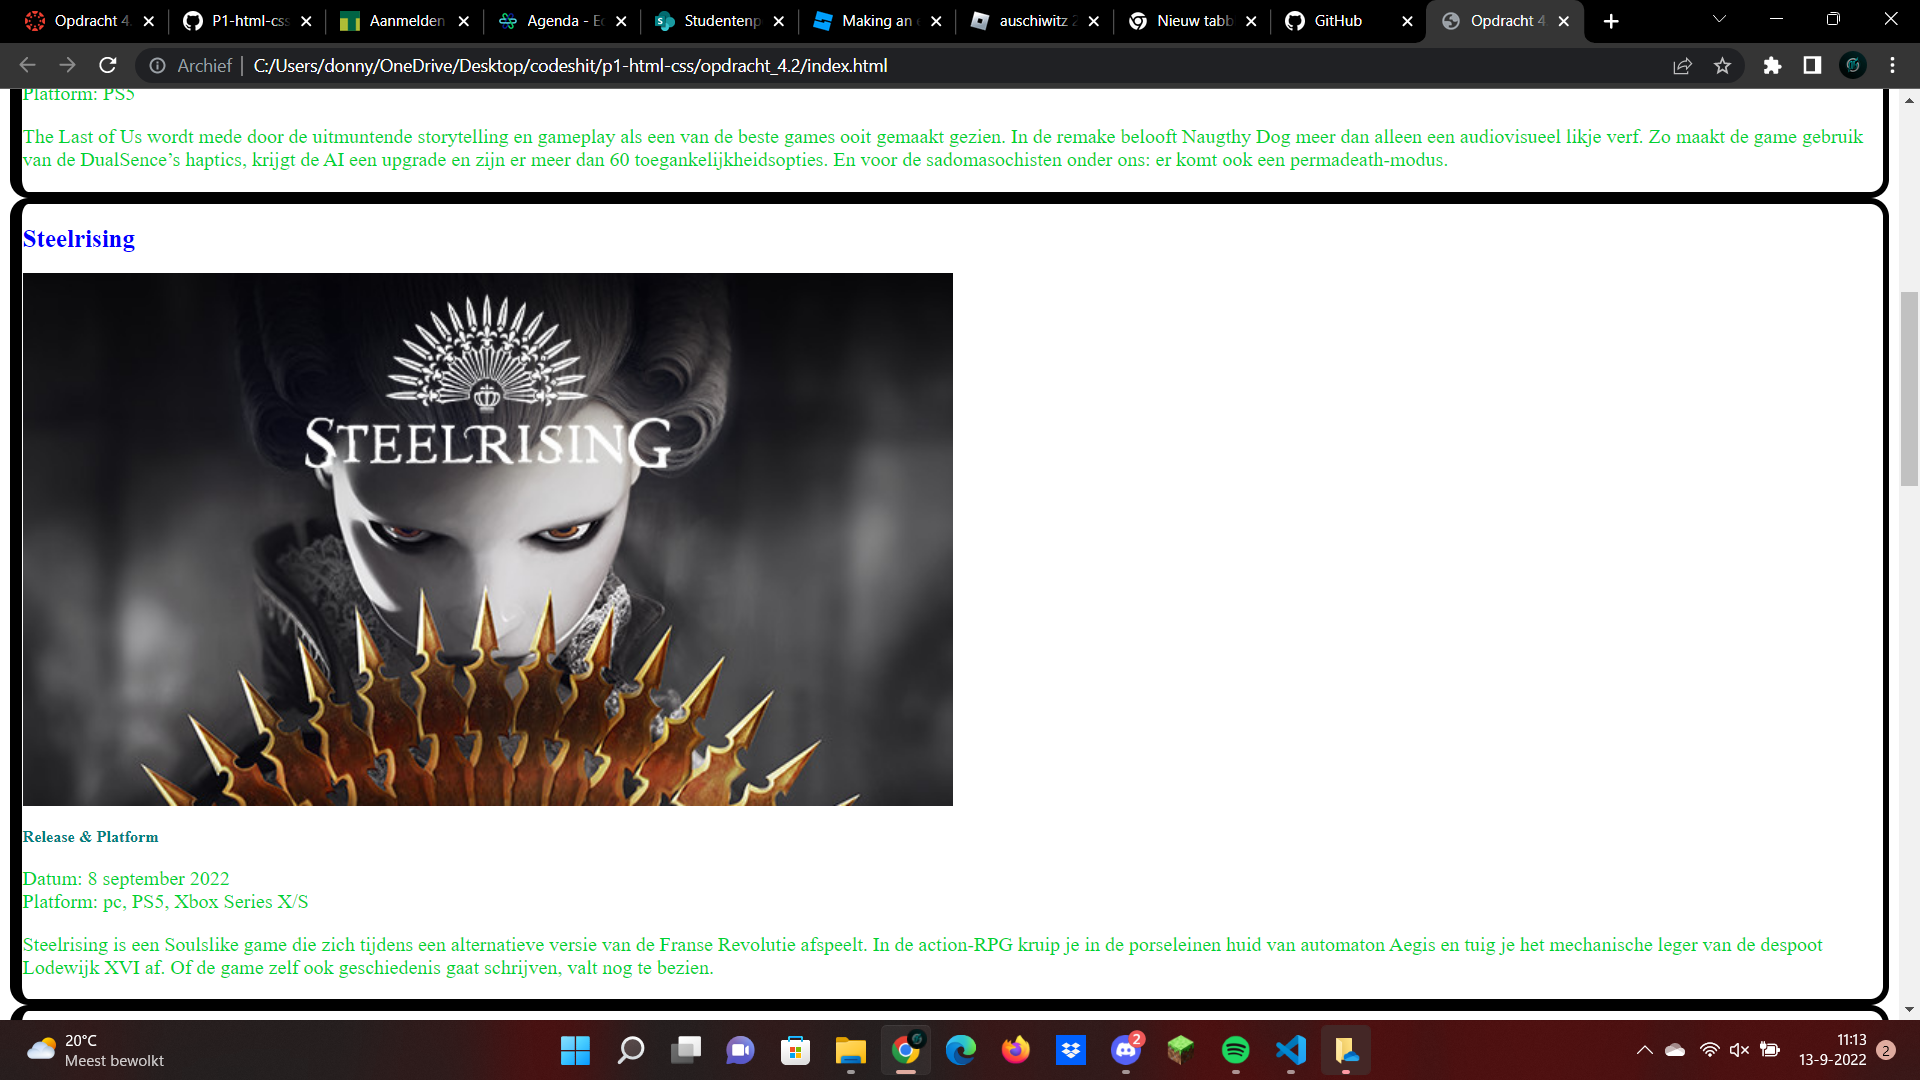 Opdracht 4.
P1-html-css
Aanmelden
Agenda - Ed
Studentenp
Making an e
auschiwitz 2
Nieuw tabb
GitHub
Opdracht 4
Archief | C:/Users/donny/OneDrive/Desktop/codeshit/p1-html-css/opdracht_4.2/index.html
Platform: PS5
The Last of Us wordt mede door de uitmuntende storytelling en gameplay als een van de beste games ooit gemaakt gezien. In de remake belooft Naugthy Dog meer dan alleen een audiovisueel likje verf. Zo maakt de game gebruik
van de DualSence’s haptics, krijgt de AI een upgrade en zijn er meer dan 60 toegankelijkheidsopties. En voor de sadomasochisten onder ons: er komt ook een permadeath-modus.
Steelrising
STEELRISING
Release & Platform
Datum: 8 september 2022
Platform: pc, PS5, Xbox Series X/S
Steelrising is een Soulslike game die zich tijdens een alternatieve versie van de Franse Revolutie afspeelt. In de action-RPG kruip je in de porseleinen huid van automaton Aegis en tuig je het mechanische leger van de despoot
Lodewijk XVI af. Of de game zelf ook geschiedenis gaat schrijven, valt nog te bezien.
20°C
Meest bewolkt
2
11:13
13-9-2022
2